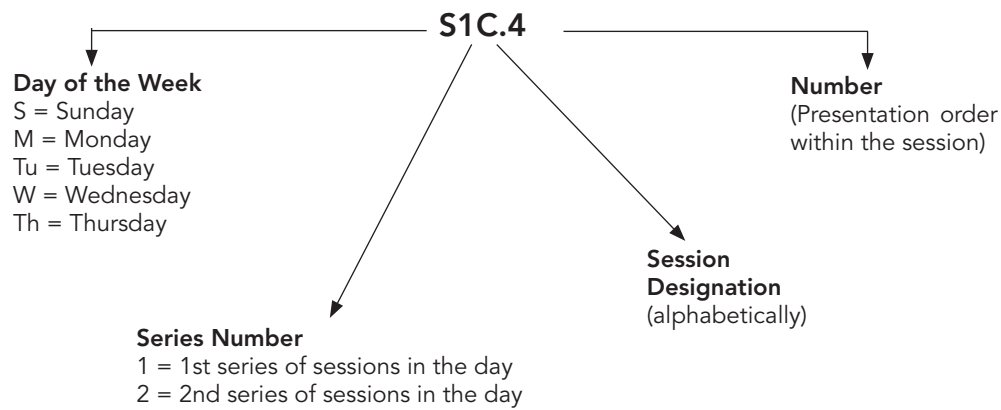 S1C.4
Day of the Week
S = Sunday
M = Monday
Tu = Tuesday
W = Wednesday
Th = Thursday
Number
(Presentation order
within the session)
Session
Designation
(alphabetically)
Series Number
1 = 1st series of sessions in the day
2 = 2nd series of sessions in the day